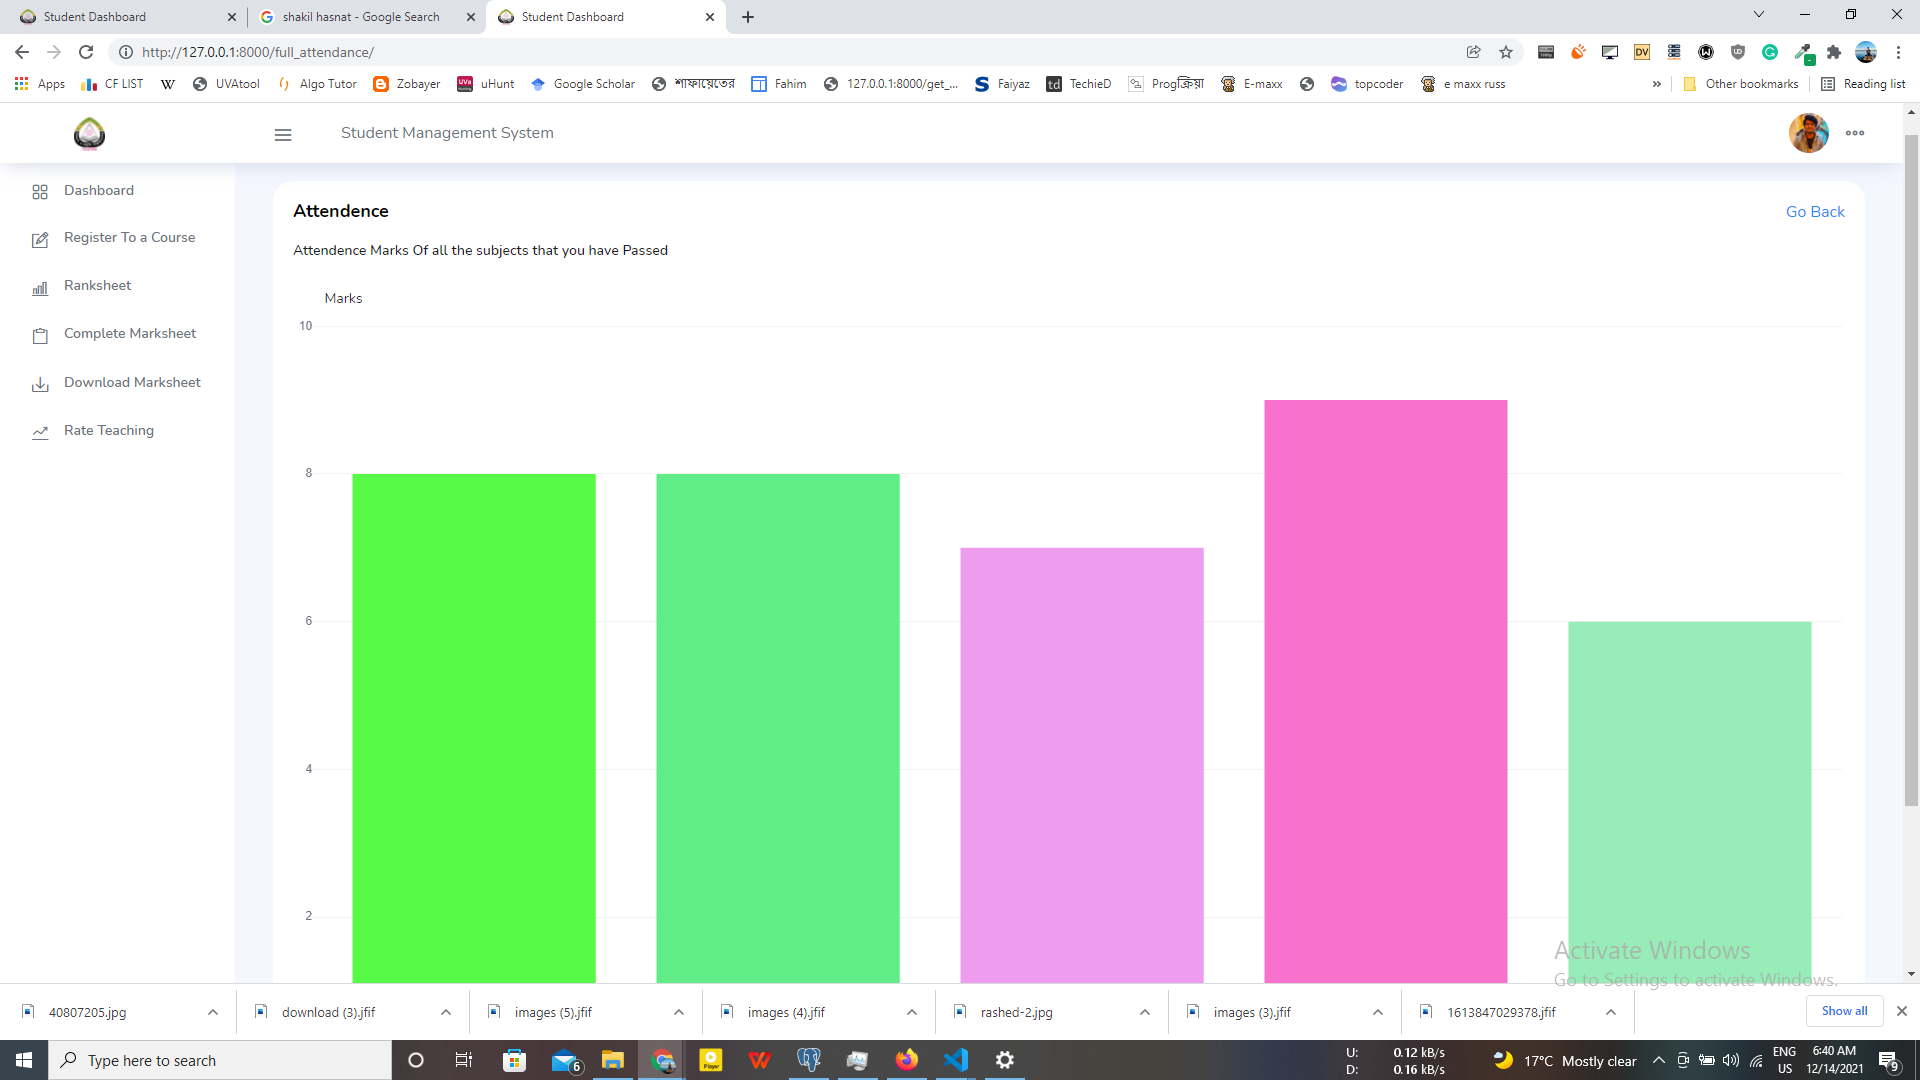 Student Dashboard
shakil hasnat - Google Search
Student Dashboard
http://127.0.0.1:8000/full_attendance/
Apps
CF LIST
W
UVAtool
Algo Tutor
Zobayer
uHunt
Google Scholar
শাফায়েতের
Fahim
127.0.0.1:8000/get_...
Faiyaz
TechieD
Progক্রিয়া
E-maxx
topcoder
e maxx russ
Other bookmarks
Reading list
Student Management System
Dashboard
Register To a Course
Ranksheet
Complete Marksheet
Download Marksheet
Rate Teaching
Attendence
Go Back
Attendence Marks Of all the subjects that you have Passed
Marks
10
8
6
4
2
Activate Windows
Go to Settings to activate Windows.
40807205.jpg
download (3).jfif
images (5).jfif
images (4).jfif
rashed-2.jpg
images (3).jfif
1613847029378.jfif
Show all
Type here to search
6
U: 0.12 kB/s
D: 0.16 kB/s
17°C Mostly clear
ENG
US
6:40 AM
12/14/2021
9